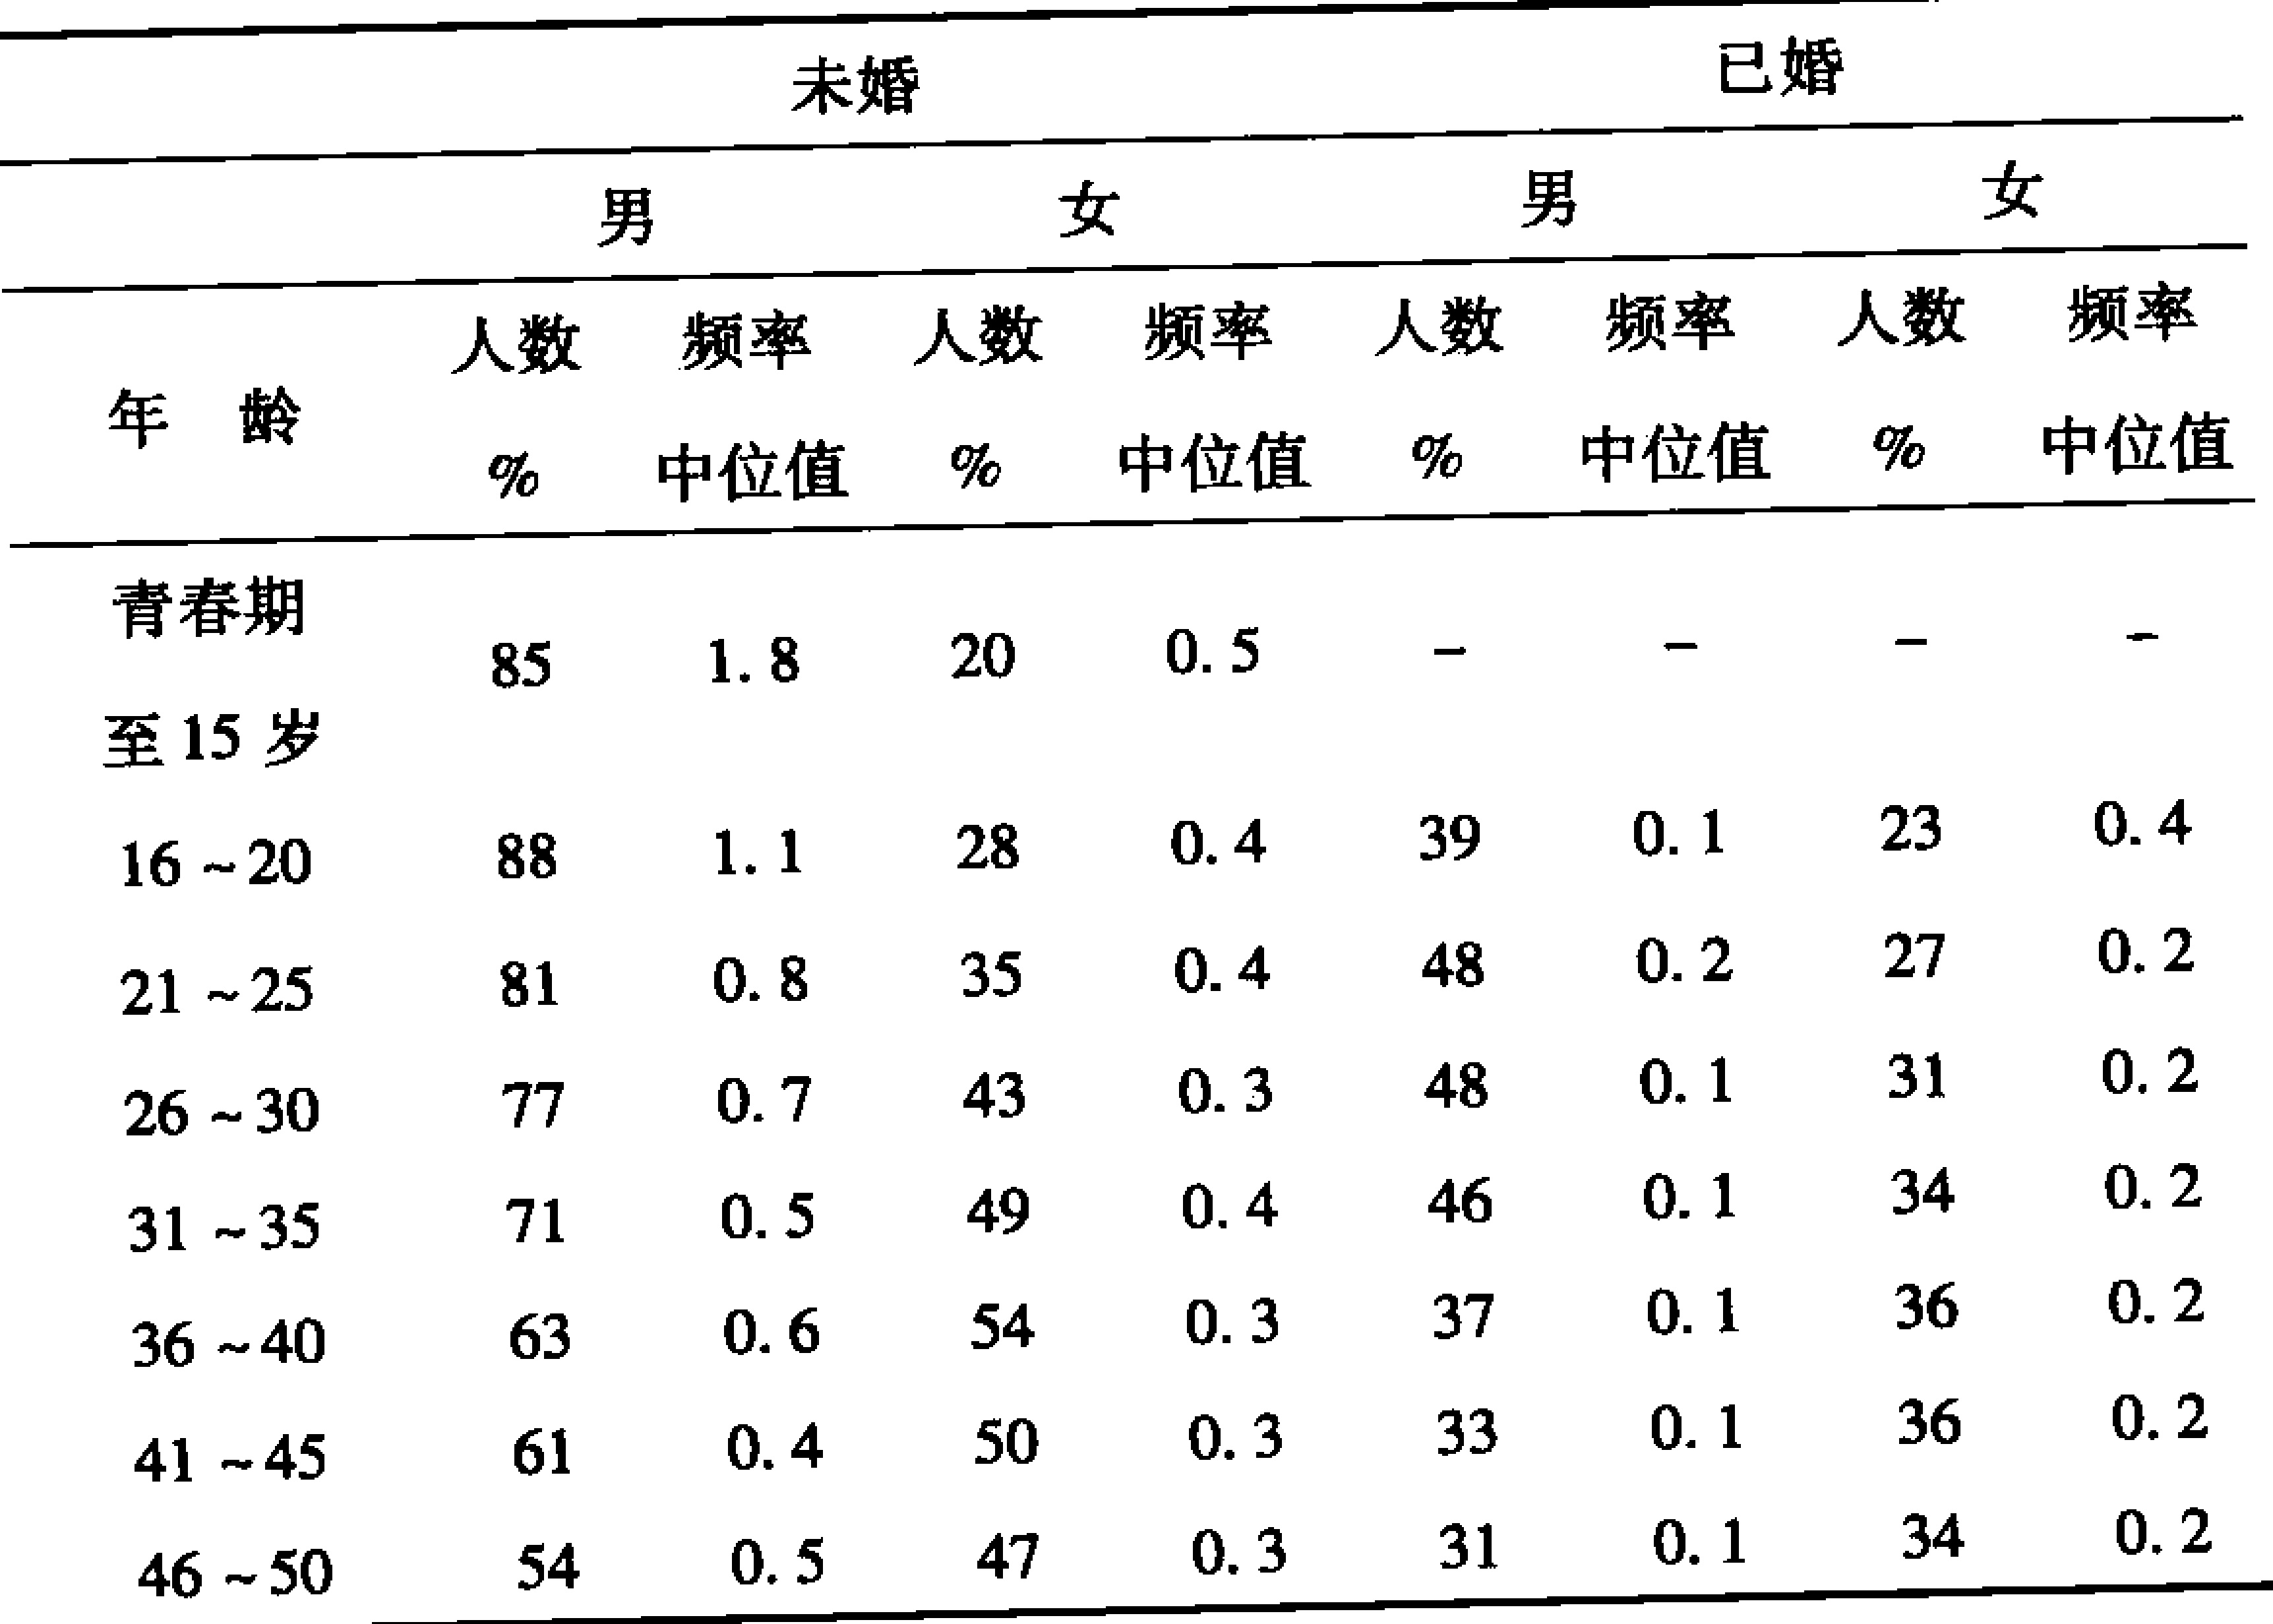 未婚 已婚
男 女 男 女
人数 频率 人数 频率 人数 频率 人数 频率
年 龄
% 中位值 % 中位值 % 中位值 % 中位值
青春期
85 1.8 20 0.5 - - - -
至15岁
16~20 88 1.1 28 0.4 39 0.1 23 0.4
21~25 81 0.8 35 0.4 48 0.2 27 0.2
26~30 77 0.7 43 0.3 48 0.1 31 0.2
31~35 71 0.5 49 0.4 46 0.1 34 0.2
36~40 63 0.6 54 0.3 37 0.1 36 0.2
41~45 61 0.4 50 0.3 33 0.1 36 0.2
46~50 54 0.5 47 0.3 31 0.1 34 0.2